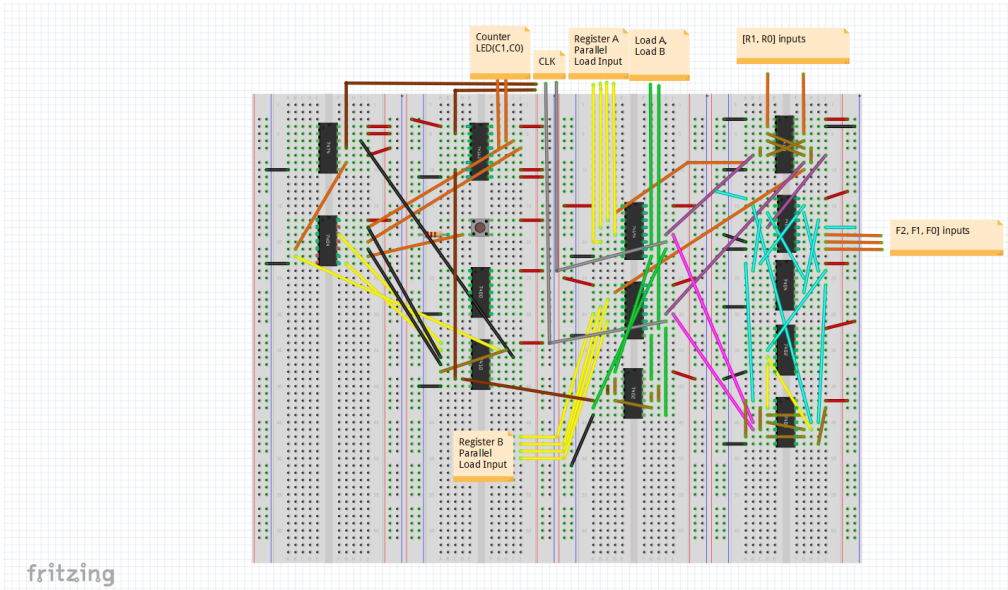 Counter
LED(C1,C0)
CLK
Register A
Parallel
Load Input
Load A,
Load B
[R1, R0] inputs
F2, F1, F0] inputs
Register B
Parallel
Load Input
fritzing